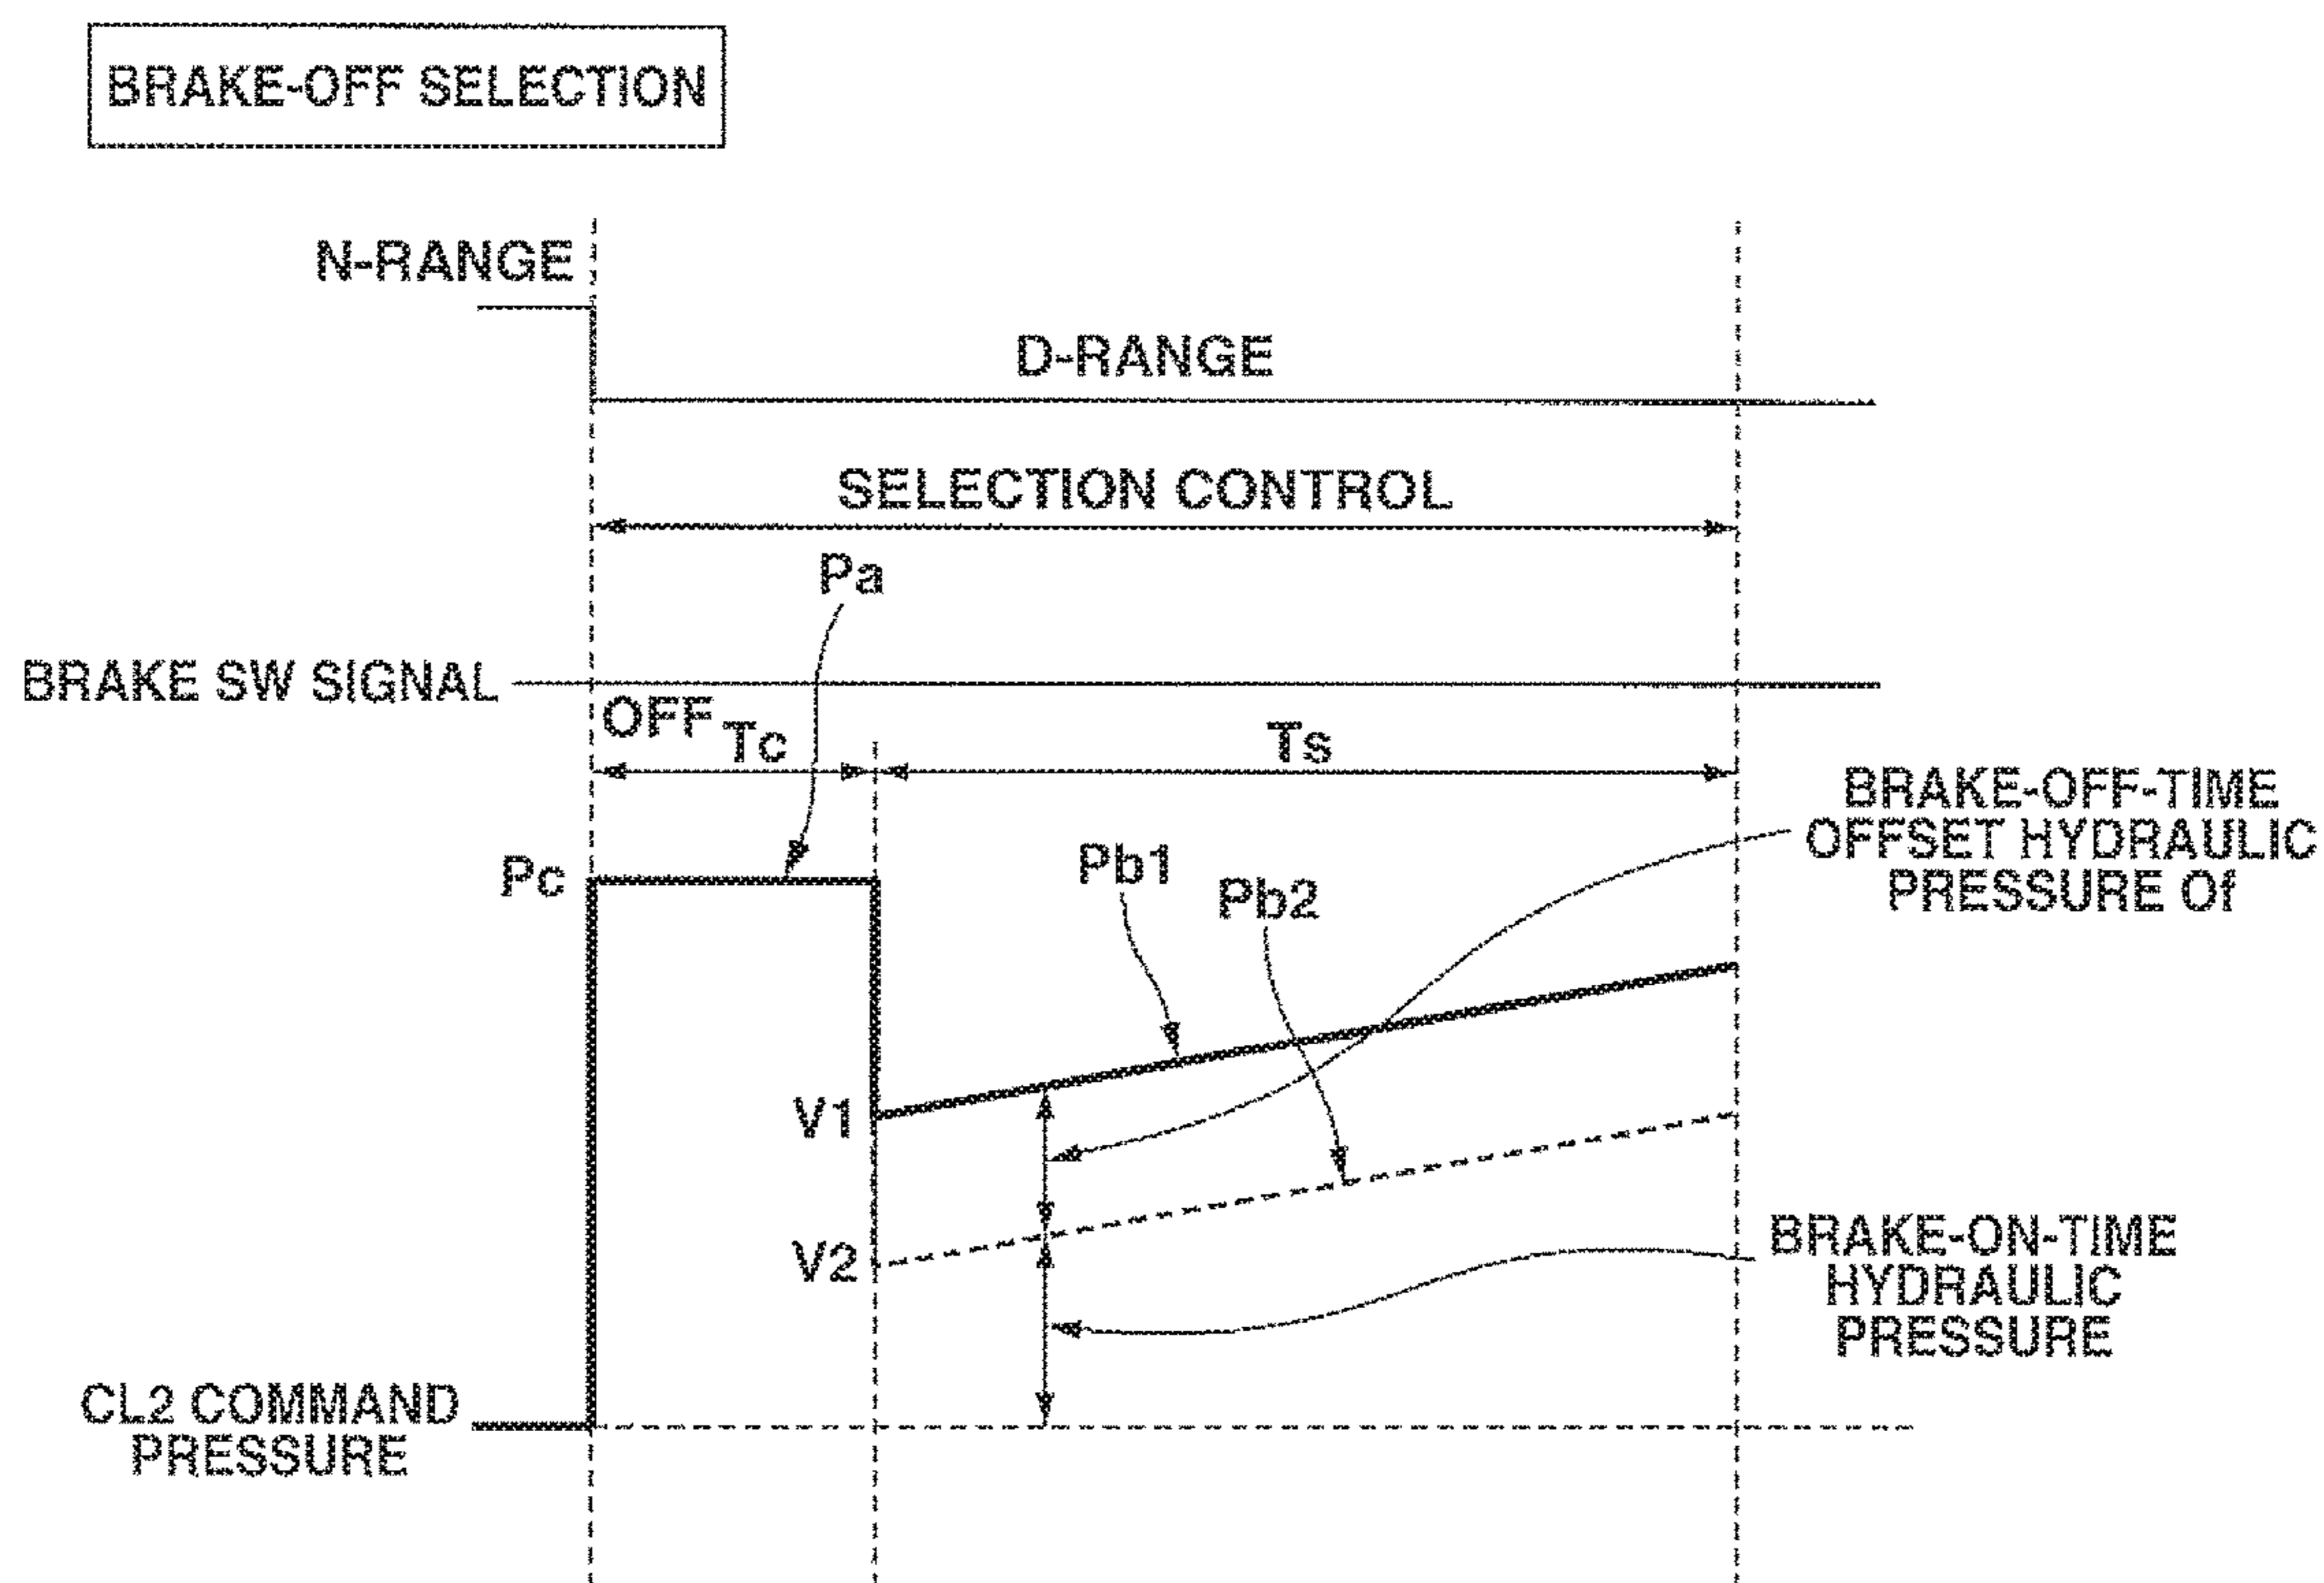 BRAKE-OFF SELECTION
N-RANGE
D-RANGE
SELECTION CONTROL
Pa
BRAKE SW SIGNAL
OFF
Tc
Ts
BRAKE-OFF-TIME
OFFSET HYDRAULIC
PRESSURE Of
Pc
Pb1
Pb2
V1
V2
BRAKE-ON-TIME
HYDRAULIC
PRESSURE
CL2 COMMAND
PRESSURE